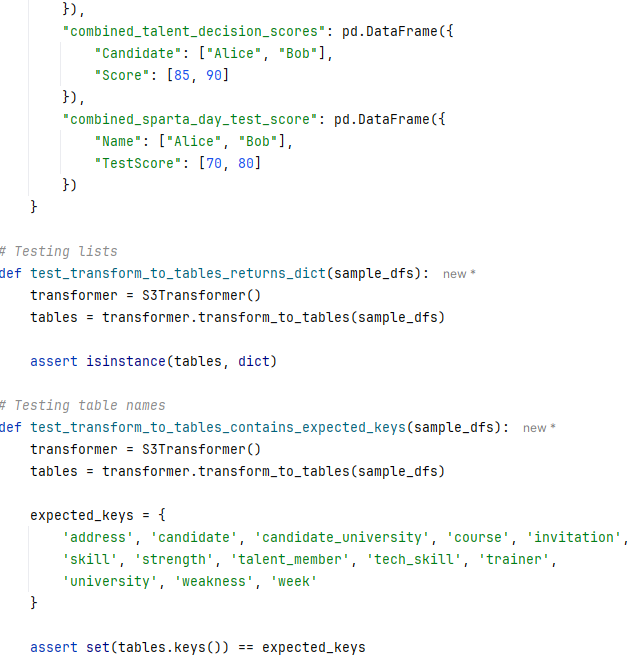 }),
"combined_talent_decision_scores": pd.DataFrame({
"Candidate": ["Alice", "Bob"],
"Score": [85, 90]
}),
"combined_sparta_day_test_score": pd.DataFrame({
"Name": ["Alice", "Bob"],
"TestScore": [70, 80]
})
}
# Testing lists
def test_transform_to_tables_returns_dict(sample_dfs): new *
transformer = S3Transformer()
tables = transformer.transform_to_tables(sample_dfs)
assert isinstance(tables, dict)
# Testing table names
def test_transform_to_tables_contains_expected_keys(sample_dfs): new *
transformer = S3Transformer()
tables = transformer.transform_to_tables(sample_dfs)
expected_keys = {
'address', 'candidate', 'candidate_university', 'course', 'invitation',
'skill', 'strength', 'talent_member', 'tech_skill', 'trainer',
'university', 'weakness', 'week'
}
assert set(tables.keys()) == expected_keys